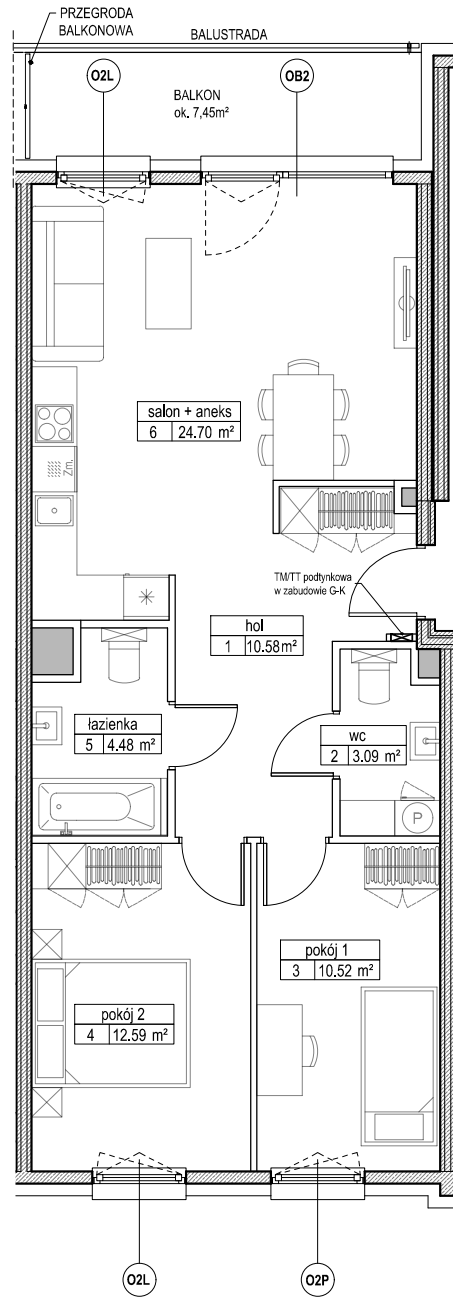 PRZEGRODA
BALKONOWA
BALUSTRADA
O2L
OB2
BALKON
ok. 7,45m²
salon + aneks
6 24.70 m²
Zm.
TM/TT podtynkowa
w zabudowie G-K
hol
1 10.58m²
łazienka
5 4.48 m²
wc
2 3.09 m²
P
pokój 1
3 10.52 m²
pokój 2
4 12.59 m²
O2L
O2P